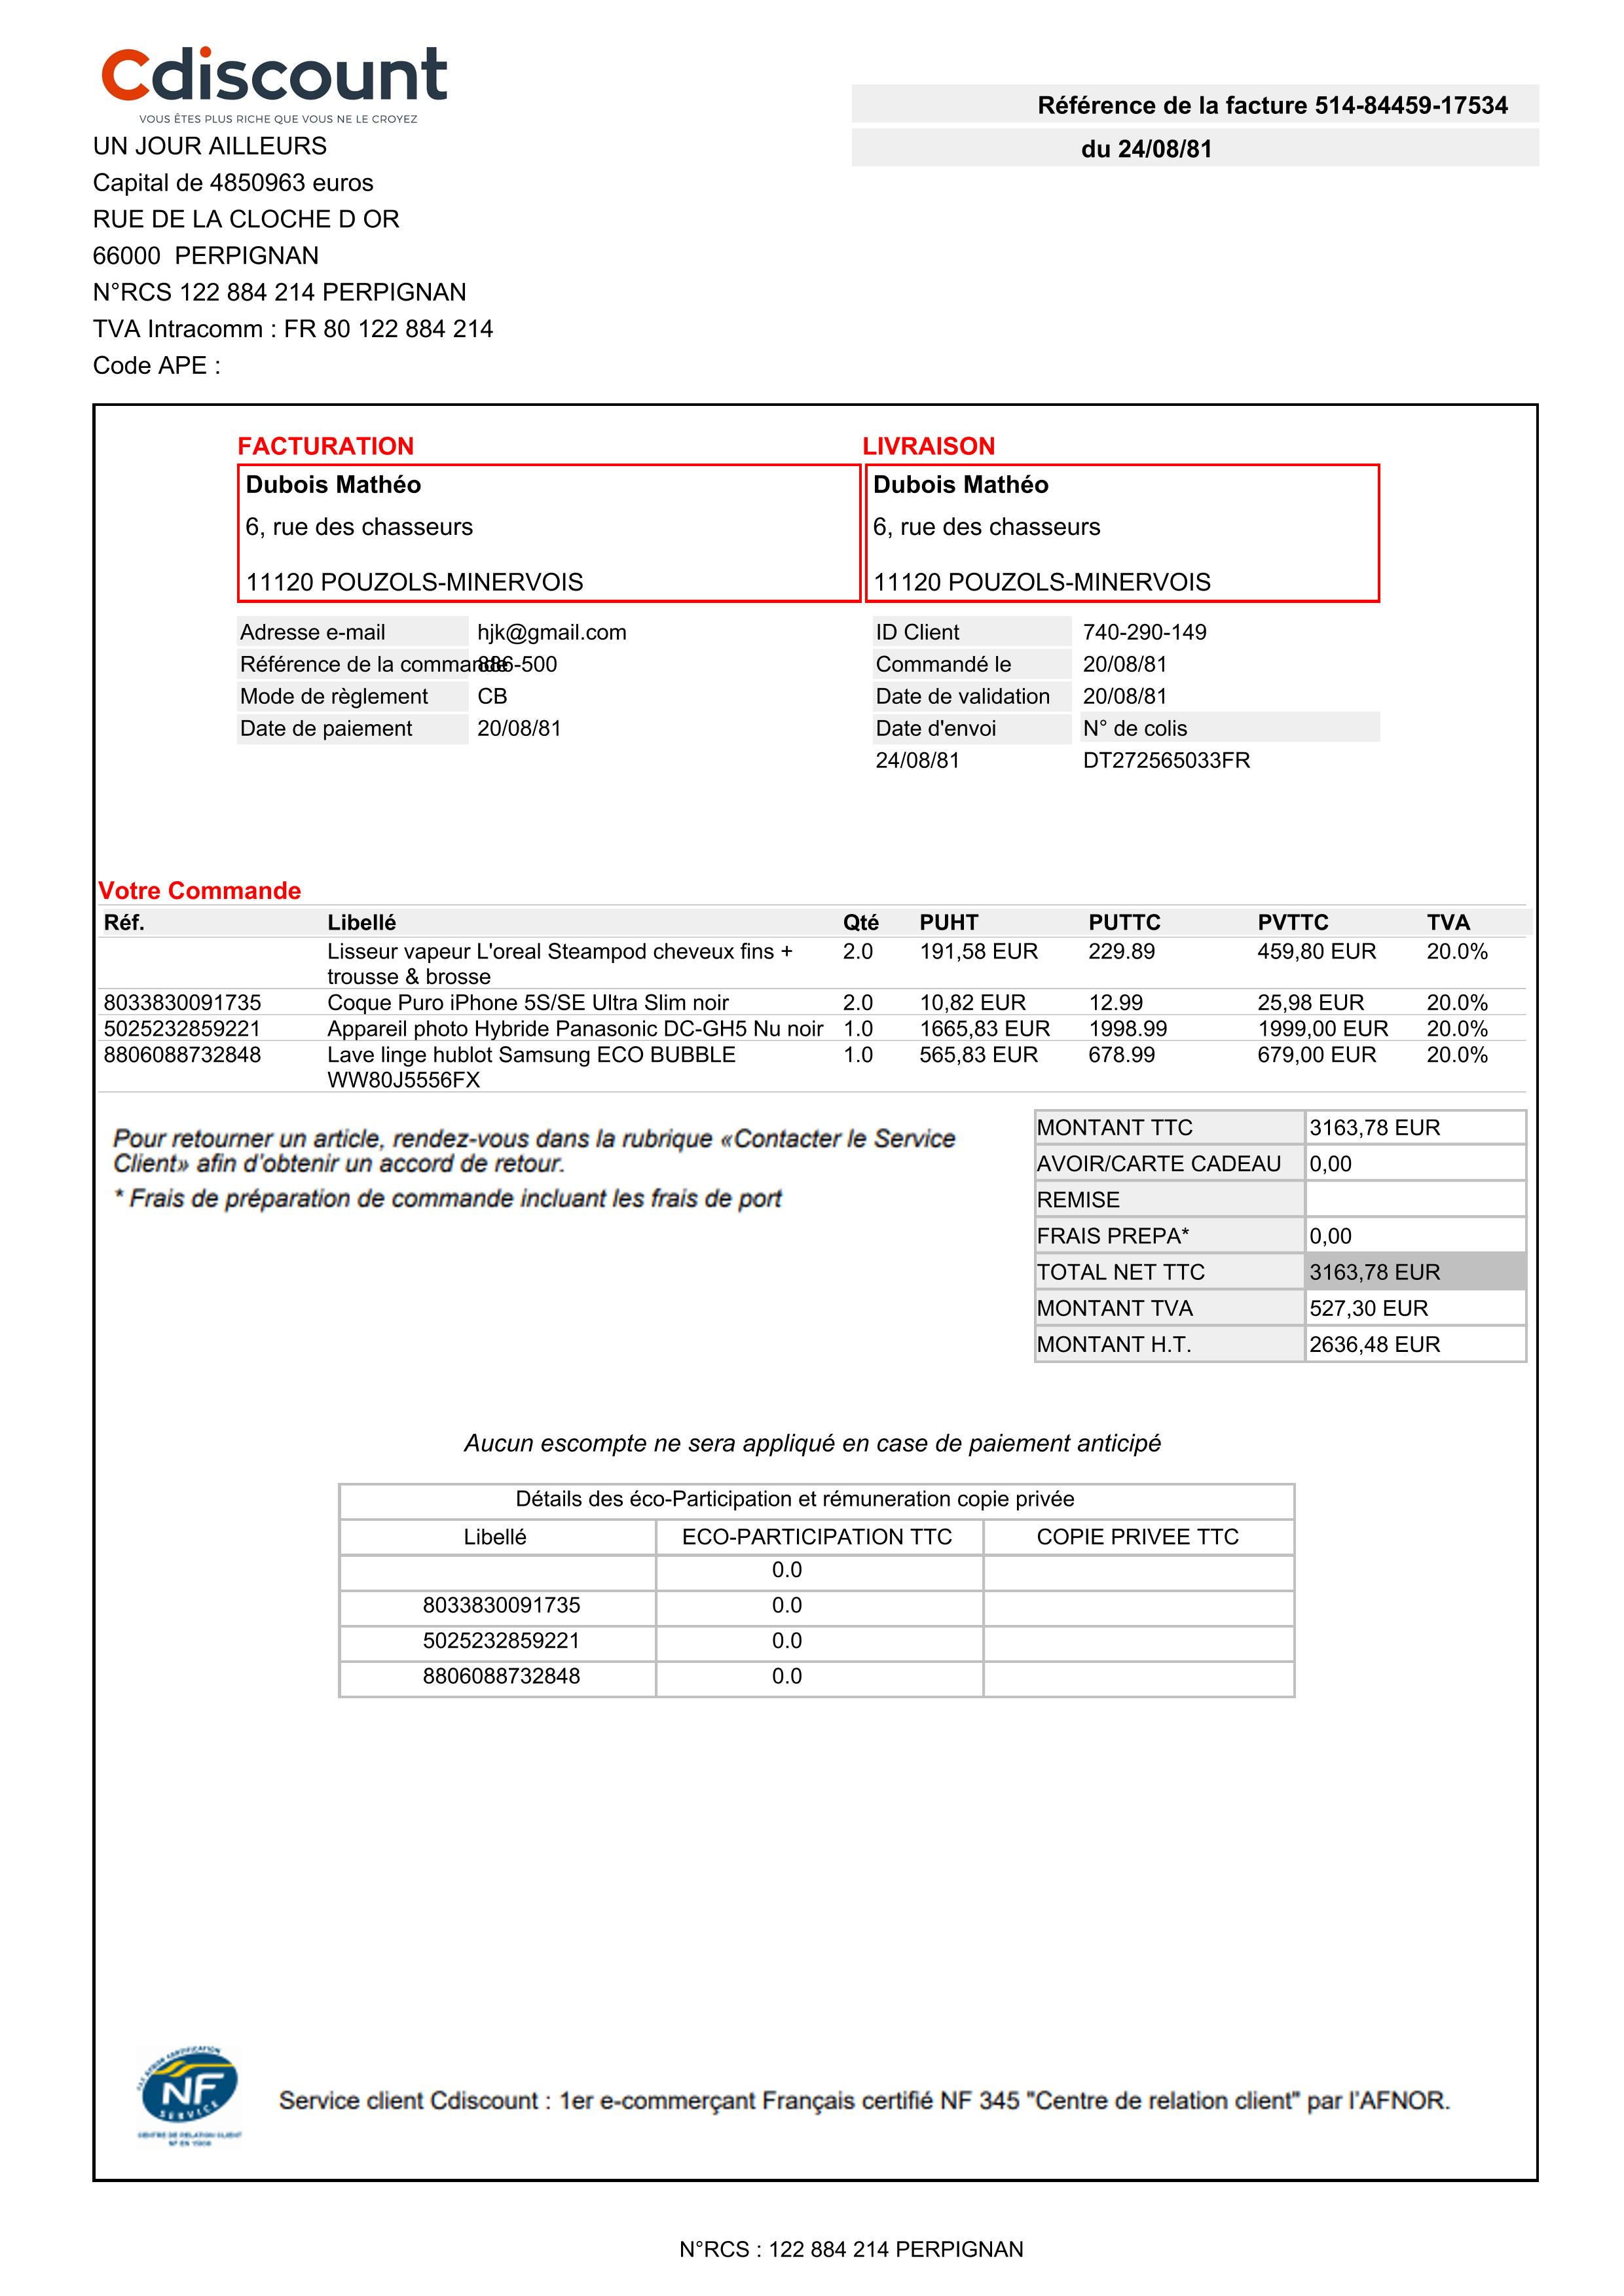 Cdiscount
VOUS ÊTES PLUS RICHE QUE VOUS NE LE CROYEZ
Référence de la facture 514-84459-17534
du 24/08/81
UN JOUR AILLEURS
Capital de 4850963 euros
RUE DE LA CLOCHE D OR
66000 PERPIGNAN
N°RCS 122 884 214 PERPIGNAN
TVA Intracomm : FR 80 122 884 214
Code APE :
FACTURATION
Dubois Mathéo
6, rue des chasseurs
11120 POUZOLS-MINERVOIS
LIVRAISON
Dubois Mathéo
6, rue des chasseurs
11120 POUZOLS-MINERVOIS
Adresse e-mail hjk@gmail.com
Référence de la commande 886-500
Mode de règlement CB
Date de paiement 20/08/81
ID Client 740-290-149
Commandé le 20/08/81
Date de validation 20/08/81
Date d'envoi N° de colis
24/08/81 DT272565033FR
Votre Commande
Réf. Libellé Qté PUHT PUTTC PVTTC TVA
Lisseur vapeur L'oreal Steampod cheveux fins + 2.0 191,58 EUR 229.89 459,80 EUR 20.0%
trousse & brosse
8033830091735 Coque Puro iPhone 5S/SE Ultra Slim noir 2.0 10,82 EUR 12.99 25,98 EUR 20.0%
5025232859221 Appareil photo Hybride Panasonic DC-GH5 Nu noir 1.0 1665,83 EUR 1998.99 1999,00 EUR 20.0%
8806088732848 Lave linge hublot Samsung ECO BUBBLE 1.0 565,83 EUR 678.99 679,00 EUR 20.0%
WW80J5556FX
Pour retourner un article, rendez-vous dans la rubrique «Contacter le Service
Client» afin d'obtenir un accord de retour.
* Frais de préparation de commande incluant les frais de port
MONTANT TTC 3163,78 EUR
AVOIR/CARTE CADEAU 0,00
REMISE
FRAIS PREPA* 0,00
TOTAL NET TTC 3163,78 EUR
MONTANT TVA 527,30 EUR
MONTANT H.T. 2636,48 EUR
Aucun escompte ne sera appliqué en case de paiement anticipé
Détails des éco-Participation et rémuneration copie privée
Libellé ECO-PARTICIPATION TTC COPIE PRIVEE TTC
0.0
8033830091735 0.0
5025232859221 0.0
8806088732848 0.0
NF
SERVICE
CENTRE DE RELATION CLIENT
Service client Cdiscount : 1er e-commerçant Français certifié NF 345 "Centre de relation client" par l'AFNOR.
N°RCS : 122 884 214 PERPIGNAN